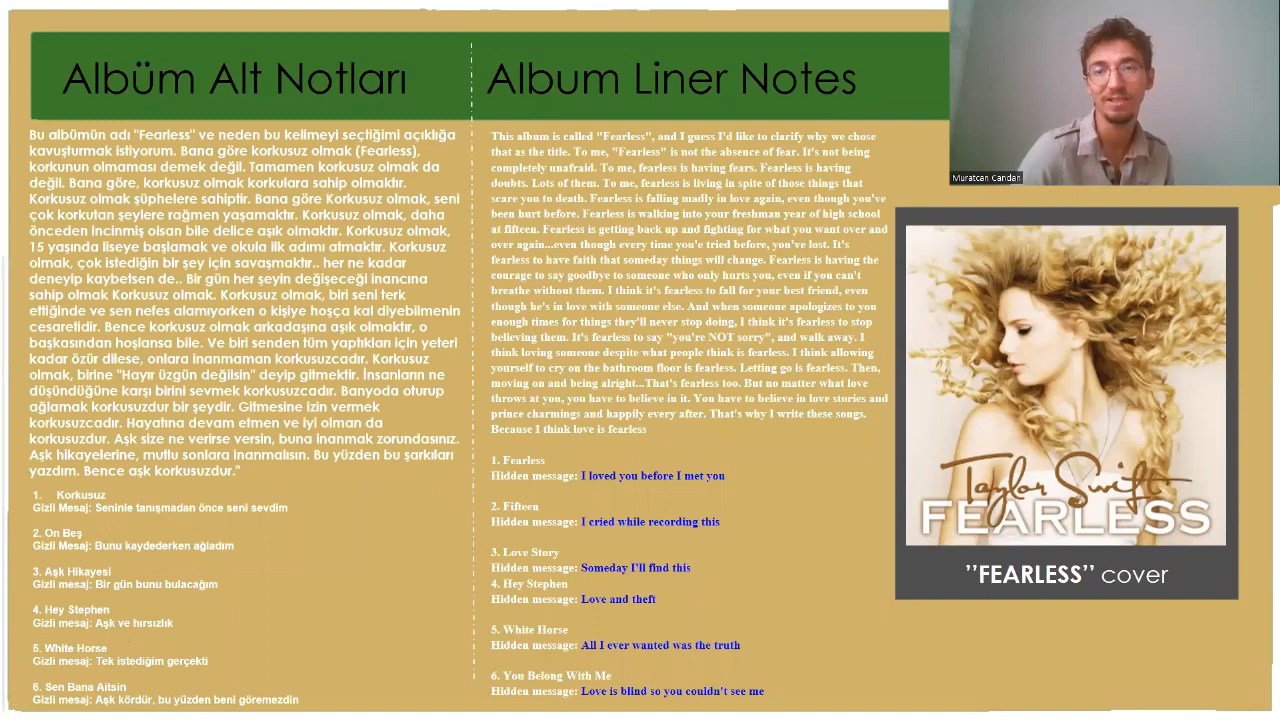 Albüm Alt Notları
Bu albümün adı "Fearless" ve neden bu kelimeyi seçtiğimi açıklığa
kavuşturmak istiyorum. Bana göre korkusuz olmak (Fearless),
korkunun olmaması demek değil. Tamamen korkusuz olmak da
değil. Bana göre, korkusuz olmak korkulara sahip olmaktır.
Korkusuz olmak şüphelere sahiptir. Bana göre Korkusuz olmak, seni
çok korkutan şeylere rağmen yaşamaktır. Korkusuz olmak, daha
önceden incinmiş olsan bile delice aşık olmaktır. Korkusuz olmak,
15 yaşında liseye başlamak ve okula ilk adımı atmaktır. Korkusuz
olmak, çok istediğin bir şey için savaşmaktır.. her ne kadar
deneyip kaybetsen de.. Bir gün her şeyin değişeceği inancına
sahip olmak Korkusuz olmak. Korkusuz olmak, biri seni terk
ettiğinde ve sen nefes alamıyorken o kişiye hoşça kal diyebilmenin
cesaretidir. Bence korkusuz olmak arkadaşına aşık olmaktır, o
başkasından hoşlansa bile. Ve biri senden tüm yaptıkları için yeteri
kadar özür dilese, onlara inanmaman korkusuzcadır. Korkusuz
olmak, birine "Hayır üzgün değilsin" deyip gitmektir. İnsanların ne
düşündüğüne karşı birini sevmek korkusuzcadır. Banyoda oturup
ağlamak korkusuzdur bir şeydir. Gitmesine izin vermek
korkusuzcadır. Hayatına devam etmen ve iyi olman da
korkusuzdur. Aşk size ne verirse versin, buna inanmak zorundasınız.
Aşk hikayelerine, mutlu sonlara inanmalısın. Bu yüzden bu şarkıları
yazdım. Bence aşk korkusuzdur."
1. Korkusuz
Gizli Mesaj: Seninle tanışmadan önce seni sevdim
2. On Beş
Gizli Mesaj: Bunu kaydederken ağladım
3. Aşk Hikayesi
Gizli mesaj: Bir gün bunu bulacağım
4. Hey Stephen
Gizli mesaj: Aşk ve hırsızlık
5. White Horse
Gizli mesaj: Tek istediğim gerçekti
6. Sen Bana Aitsin
Gizli mesaj: Aşk kördür, bu yüzden beni göremezdin
Album Liner Notes
This album is called "Fearless", and I guess I'd like to clarify why we chose
that as the title. To me, "Fearless" is not the absence of fear. It's not being
completely unafraid. To me, fearless is having fears. Fearless is having
doubts. Lots of them. To me, fearless is living in spite of those things that
scare you to death. Fearless is falling madly in love again, even though you've
been hurt before. Fearless is walking into your freshman year of high school
at fifteen. Fearless is getting back up and fighting for what you want over and
over again...even though every time you'e tried before, you've lost. It's
fearless to have faith that someday things will change. Fearless is having the
courage to say goodbye to someone who only hurts you, even if you can't
breathe without them. I think it's fearless to fall for your best friend, even
though he's in love with someone else. And when someone apologizes to you
enough times for things they'll never stop doing, I think it's fearless to stop
believing them. It's fearless to say "you're NOT sorry", and walk away. I
think loving someone despite what people think is fearless. I think allowing
yourself to cry on the bathroom floor is fearless. Letting go is fearless. Then,
moving on and being alright...That's fearless too. But no matter what love
throws at you, you have to believe in it. You have to believe in love stories and
prince charmings and happily every after. That's why I write these songs.
Because I think love is fearless
1. Fearless
Hidden message: I loved you before I met you
2. Fifteen
Hidden message: I cried while recording this
3. Love Story
Hidden message: Someday I'll find this
4. Hey Stephen
Hidden message: Love and theft
5. White Horse
Hidden message: All I ever wanted was the truth
6. You Belong With Me
Hidden message: Love is blind so you couldn't see me
Muratcan Candan
Taylor Swift
FEARLESS
"FEARLESS" cover